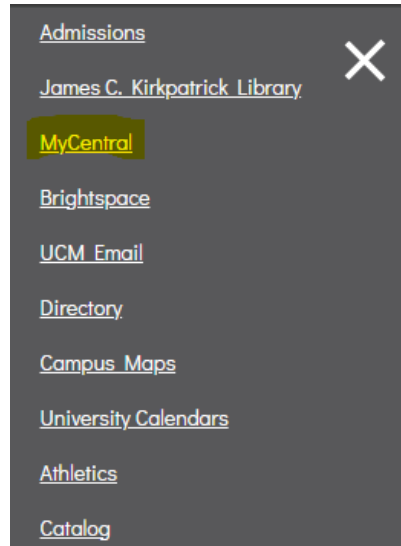 Admissions
James C. Kirkpatrick Library
MyCentral
Brightspace
UCM Email
Directory
Campus Maps
University Calendars
Athletics
Catalog